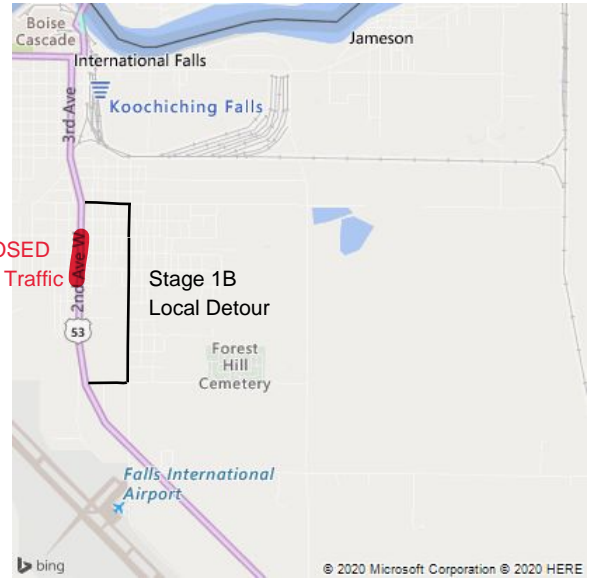 Boise
Cascade
Jameson
International Falls
Koochiching Falls
3rd Ave
OSED
Traffic
2nd Ave W
Stage 1B
Local Detour
53
Forest
Hill
Cemetery
Falls International
Airport
bing
© 2020 Microsoft Corporation © 2020 HERE